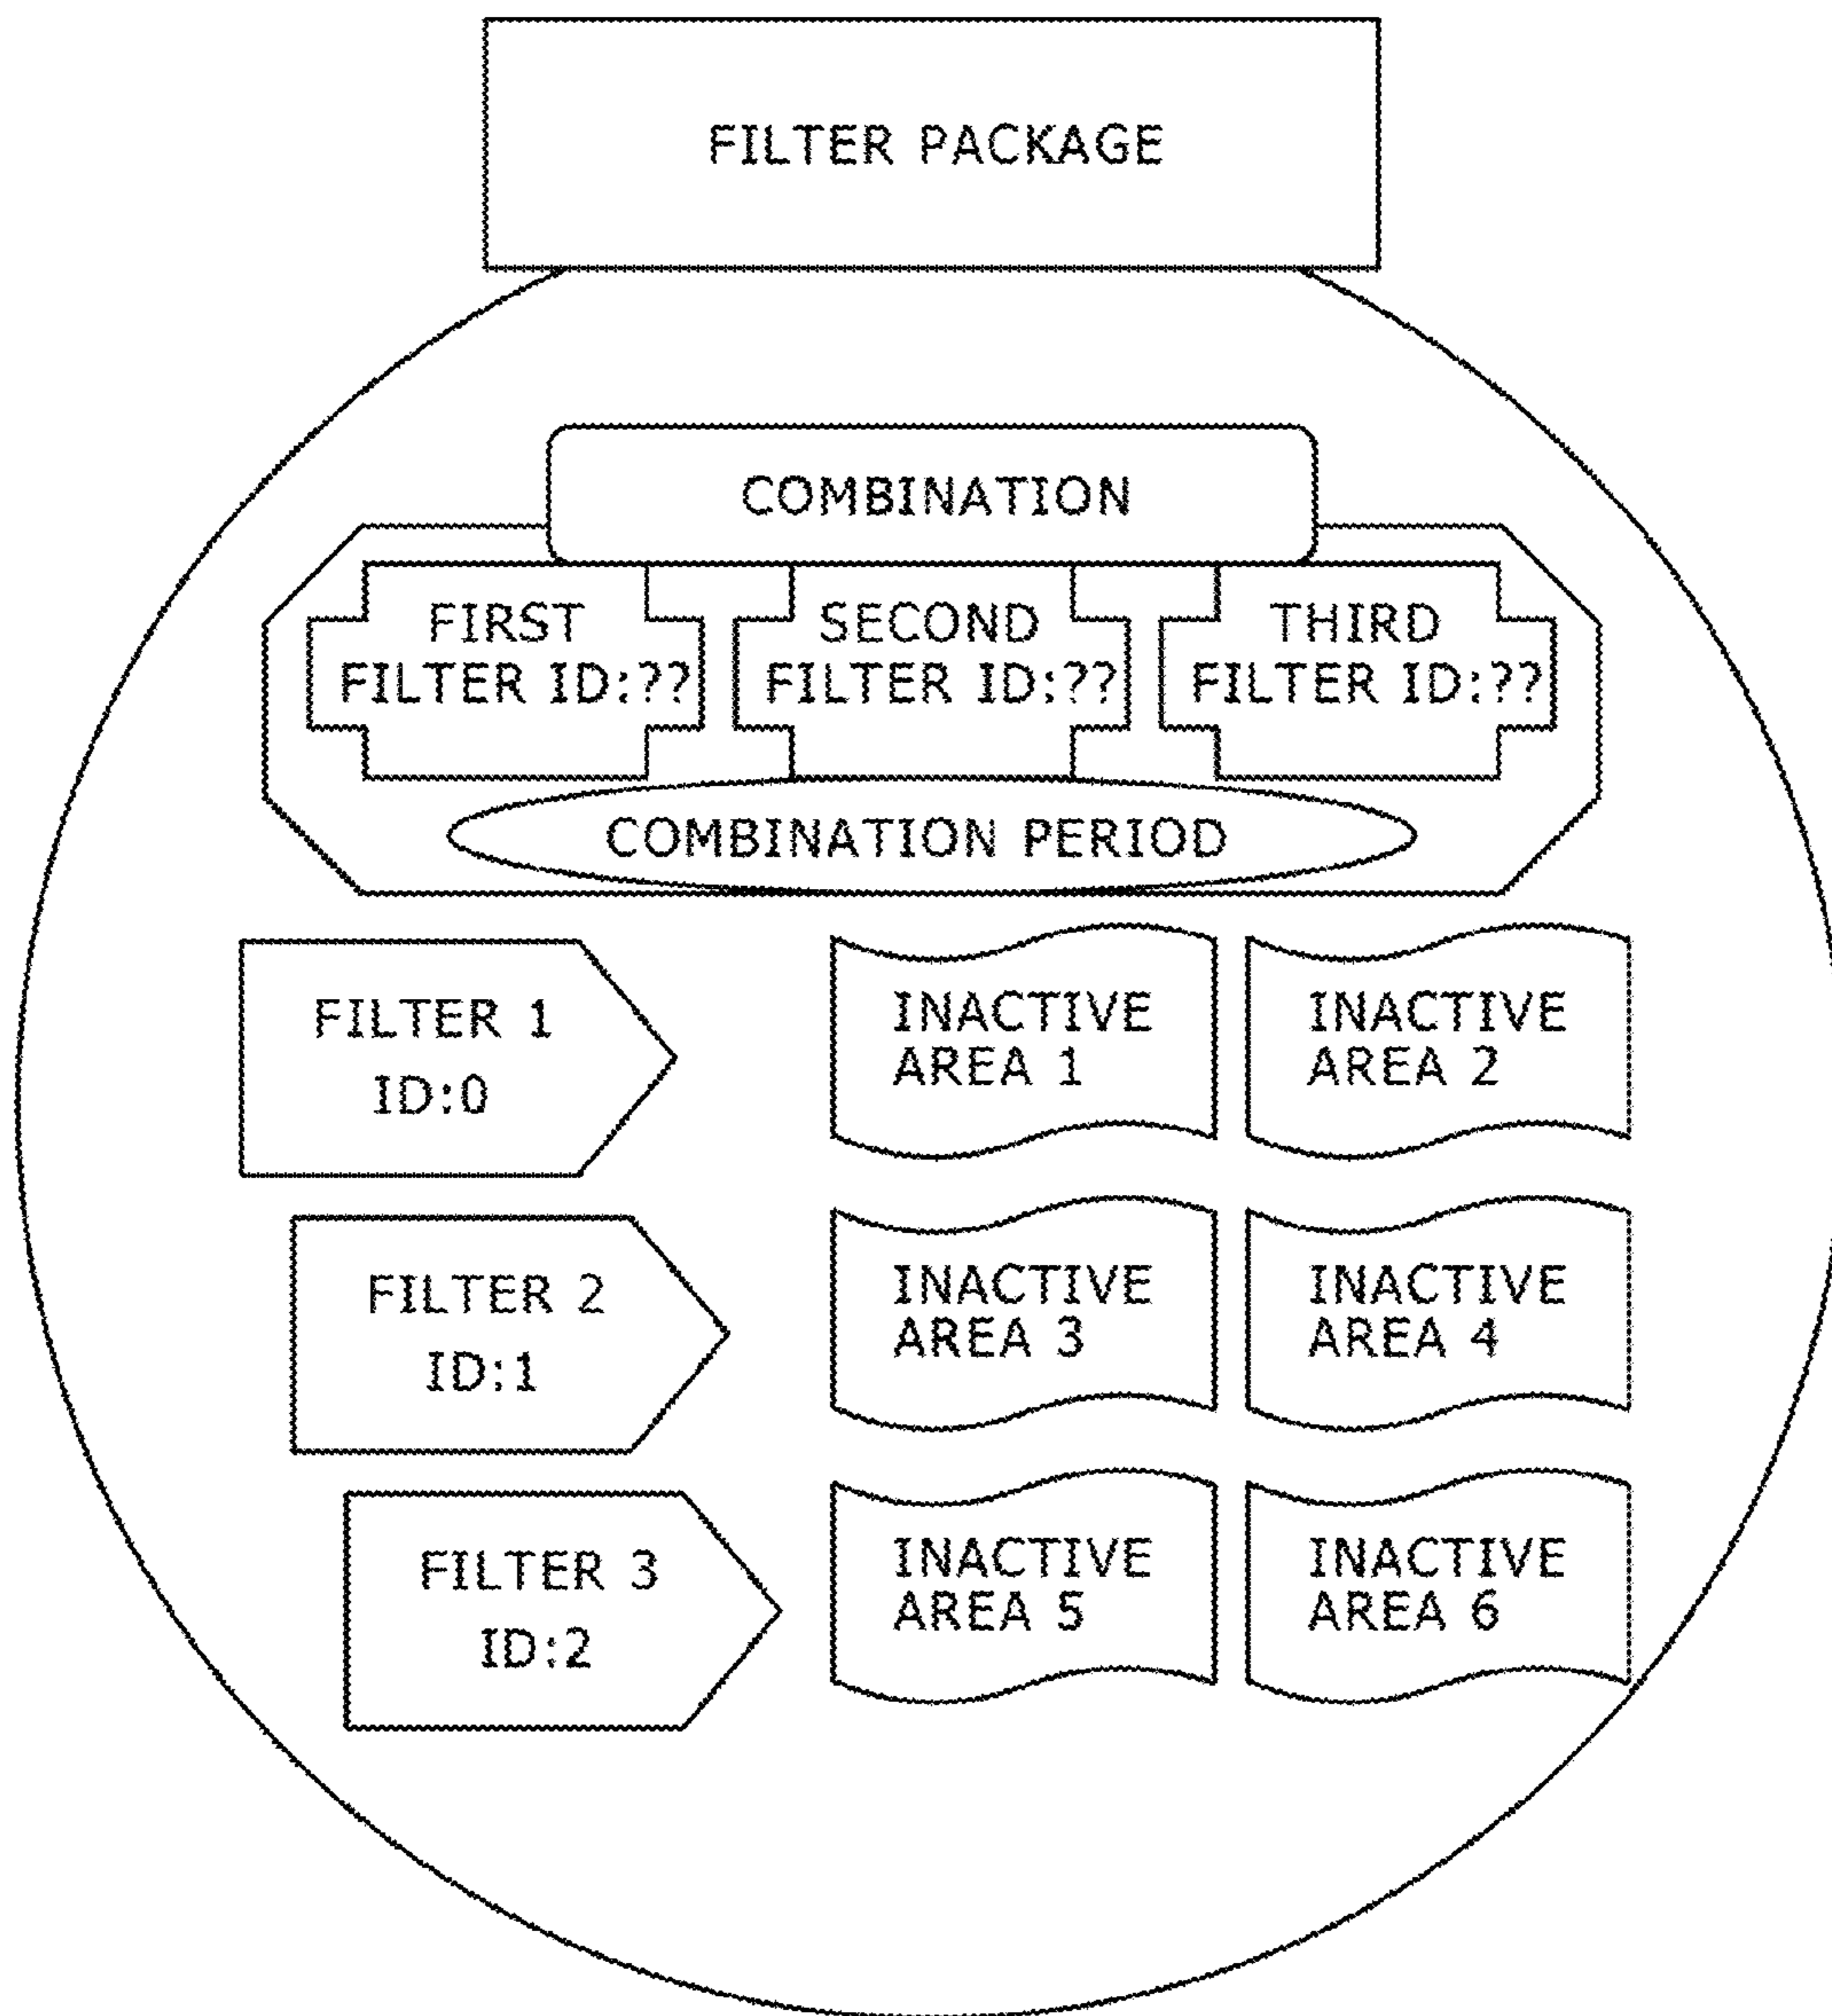 FILTER PACKAGE
COMBINATION
FIRST
FILTER ID:??
SECOND
FILTER ID:??
THIRD
FILTER ID:??
COMBINATION PERIOD
FILTER 1
ID:0
INACTIVE
AREA 1
INACTIVE
AREA 2
FILTER 2
ID:1
INACTIVE
AREA 3
INACTIVE
AREA 4
FILTER 3
ID:2
INACTIVE
AREA 5
INACTIVE
AREA 6